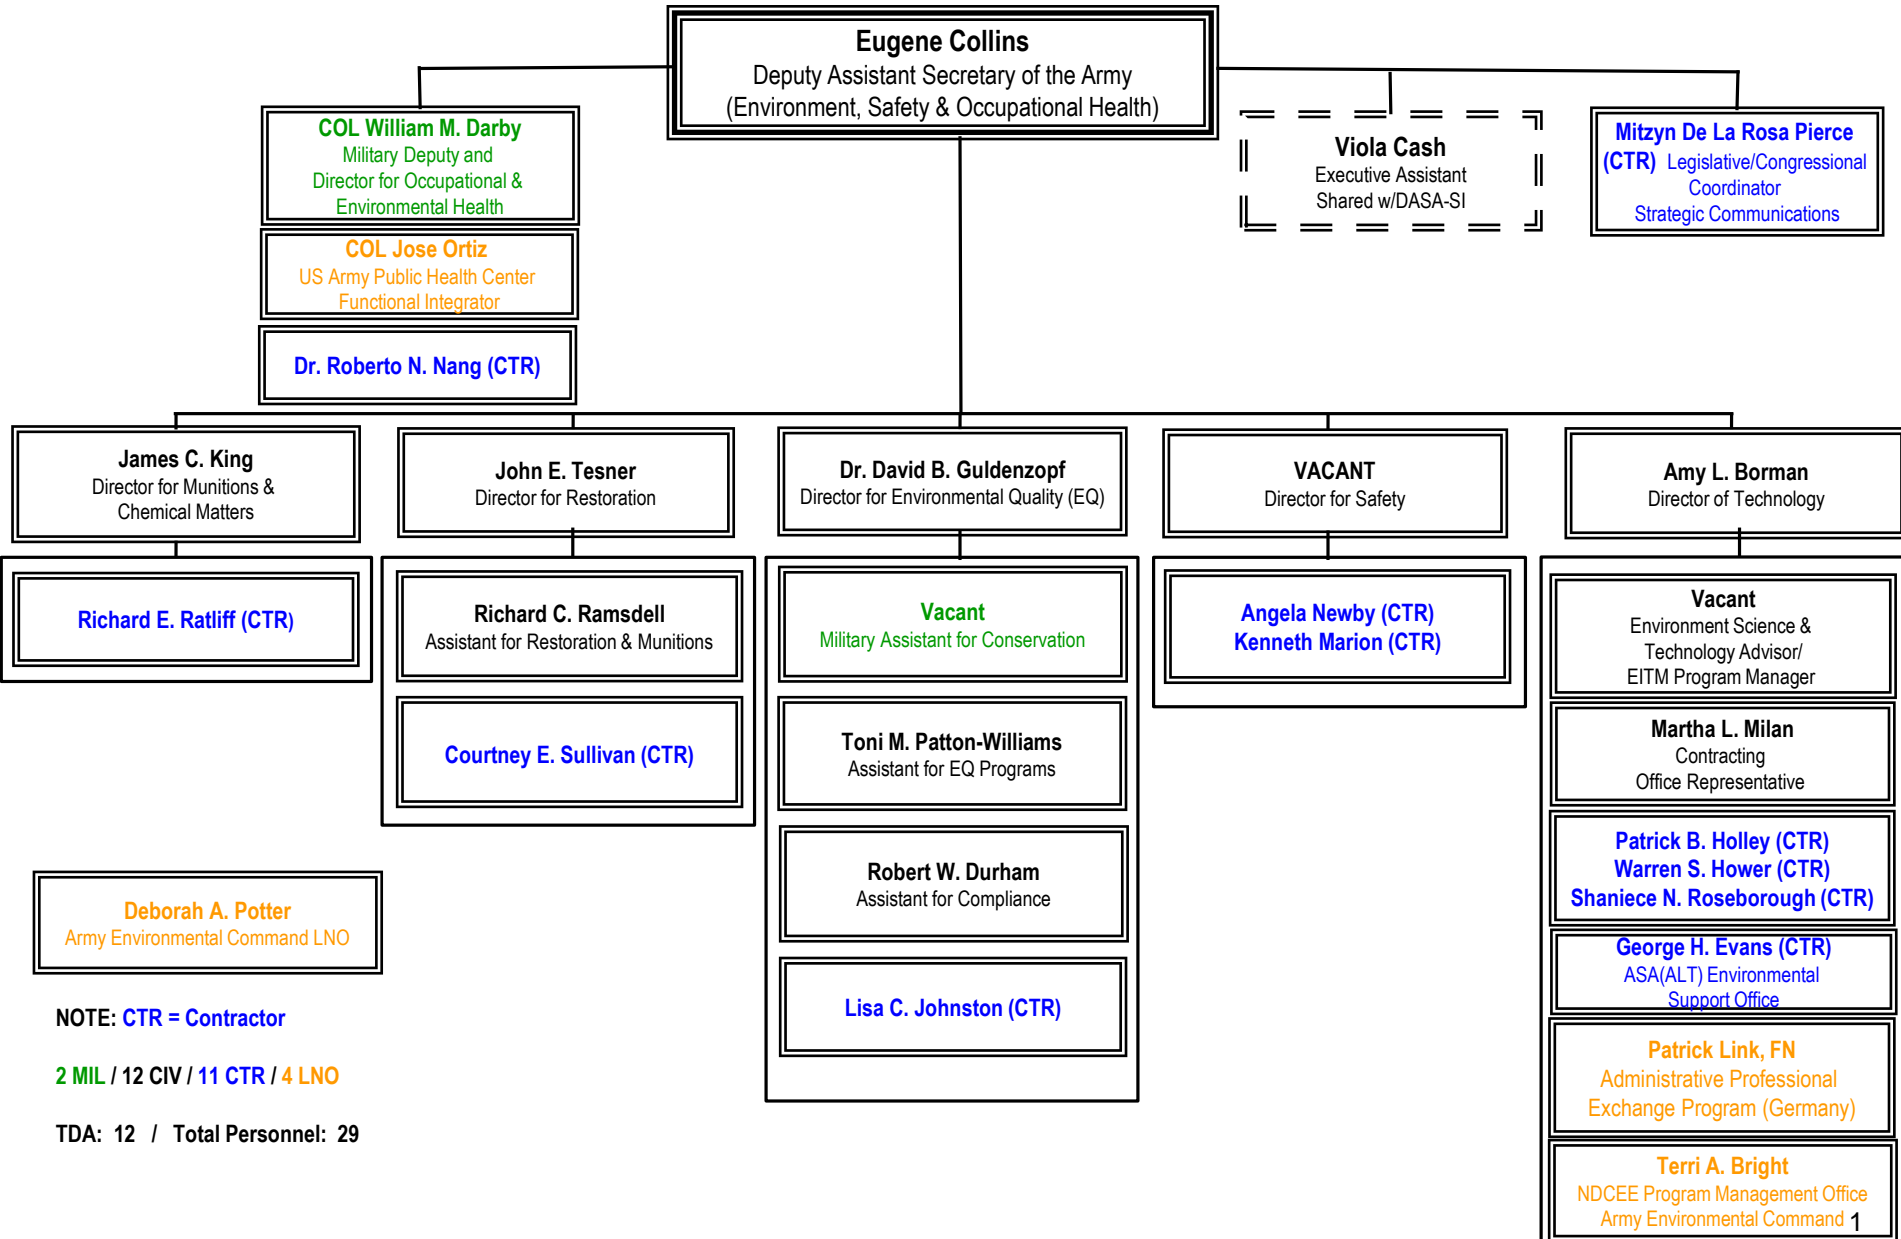 Eugene Collins
Deputy Assistant Secretary of the Army
(Environment, Safety & Occupational Health)
COL William M. Darby
Military Deputy and
Director for Occupational &
Environmental Health
COL Jose Ortiz
US Army Public Health Center
Functional Integrator
Dr. Roberto N. Nang (CTR)
Viola Cash
Executive Assistant
Shared w/DASA-SI
Mitzyn De La Rosa Pierce
(CTR) Legislative/Congressional
Coordinator
Strategic Communications
James C. King
Director for Munitions &
Chemical Matters
Richard E. Ratliff (CTR)
John E. Tesner
Director for Restoration
Richard C. Ramsdell
Assistant for Restoration & Munitions
Courtney E. Sullivan (CTR)
Dr. David B. Guldenzopf
Director for Environmental Quality (EQ)
Vacant
Military Assistant for Conservation
Toni M. Patton-Williams
Assistant for EQ Programs
Robert W. Durham
Assistant for Compliance
Lisa C. Johnston (CTR)
VACANT
Director for Safety
Angela Newby (CTR)
Kenneth Marion (CTR)
Amy L. Borman
Director of Technology
Vacant
Environment Science &
Technology Advisor/
EITM Program Manager
Martha L. Milan
Contracting
Office Representative
Patrick B. Holley (CTR)
Warren S. Hower (CTR)
Shaniece N. Roseborough (CTR)
George H. Evans (CTR)
ASA(ALT) Environmental
Support Office
Patrick Link, FN
Administrative Professional
Exchange Program (Germany)
Terri A. Bright
NDCEE Program Management Office
Army Environmental Command
Deborah A. Potter
Army Environmental Command LNO
NOTE: CTR = Contractor
2 MIL / 12 CIV / 11 CTR / 4 LNO
TDA: 12 / Total Personnel: 29
1